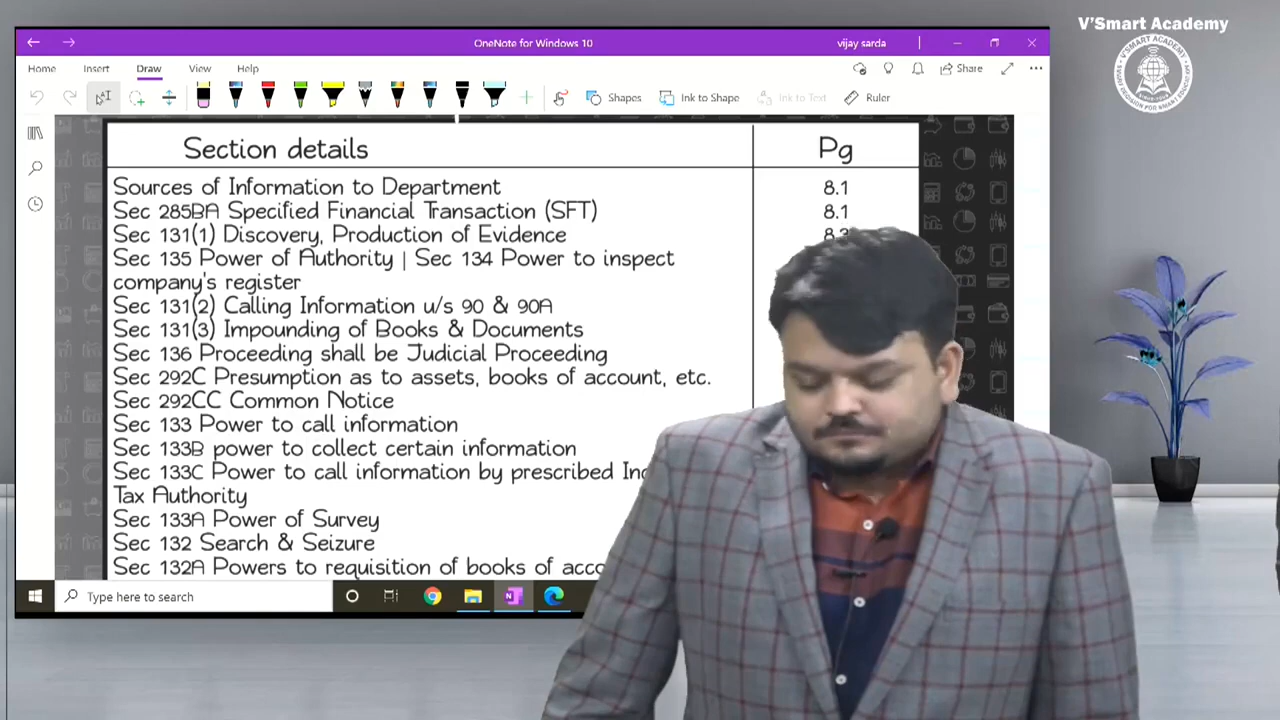 V'Smart Academy
OneNote for Windows 10
vijay sarda
Home Insert Draw View Help
Share
Shapes
Ink to Shape
Ink to Text
Ruler
Section details Pg
Sources of Information to Department 8.1
Sec 285BA Specified Financial Transaction (SFT) 8.1
Sec 131(1) Discovery, Production of Evidence 8.3
Sec 135 Power of Authority | Sec 134 Power to inspect
company's register
Sec 131(2) Calling Information u/s 90 & 90A
Sec 131(3) Impounding of Books & Documents
Sec 136 Proceeding shall be Judicial Proceeding
Sec 292C Presumption as to assets, books of account, etc.
Sec 292CC Common Notice
Sec 133 Power to call information
Sec 133B power to collect certain information
Sec 133C Power to call information by prescribed
Tax Authority
Sec 133A Power of Survey
Sec 132 Search & Seizure
Sec 132A Powers to requisition of books of
Type here to search